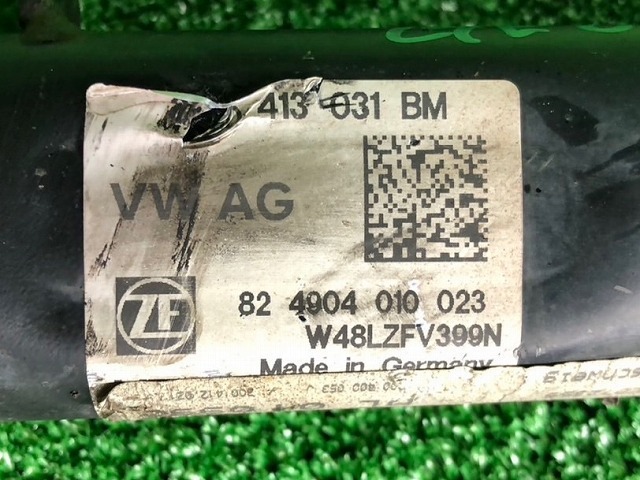 413 031 BM
VW AG
ZF
82 4904 010 023
W48LZFV399N
Made in Germany